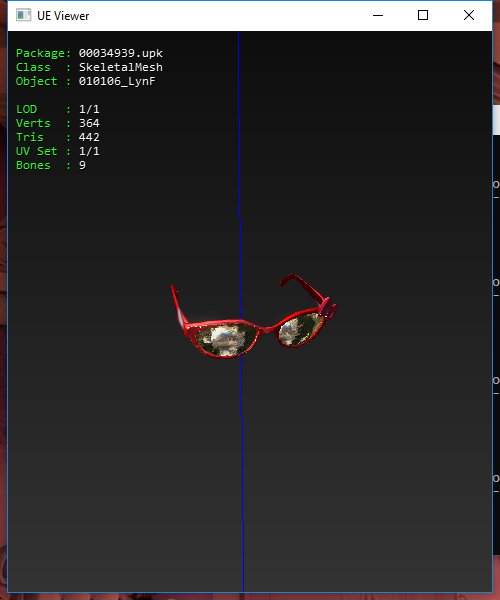 UE Viewer
Package: 00034939.upk
Class : SkeletalMesh
Object : 010106_LynF
LOD : 1/1
Verts : 364
Tris : 442
UV Set : 1/1
Bones : 9